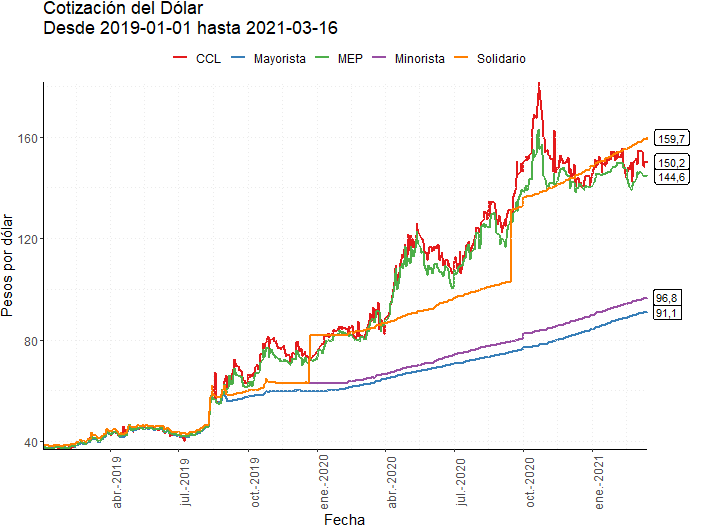 Cotización del Dólar
Desde 2019-01-01 hasta 2021-03-16
CCL Mayorista MEP Minorista Solidario
Pesos por dólar
160
120
80
40
159,7
150,2
144,6
96,8
91,1
abr.-2019 jul.-2019 oct.-2019 ene.-2020 abr.-2020 jul.-2020 oct.-2020 ene.-2021
Fecha